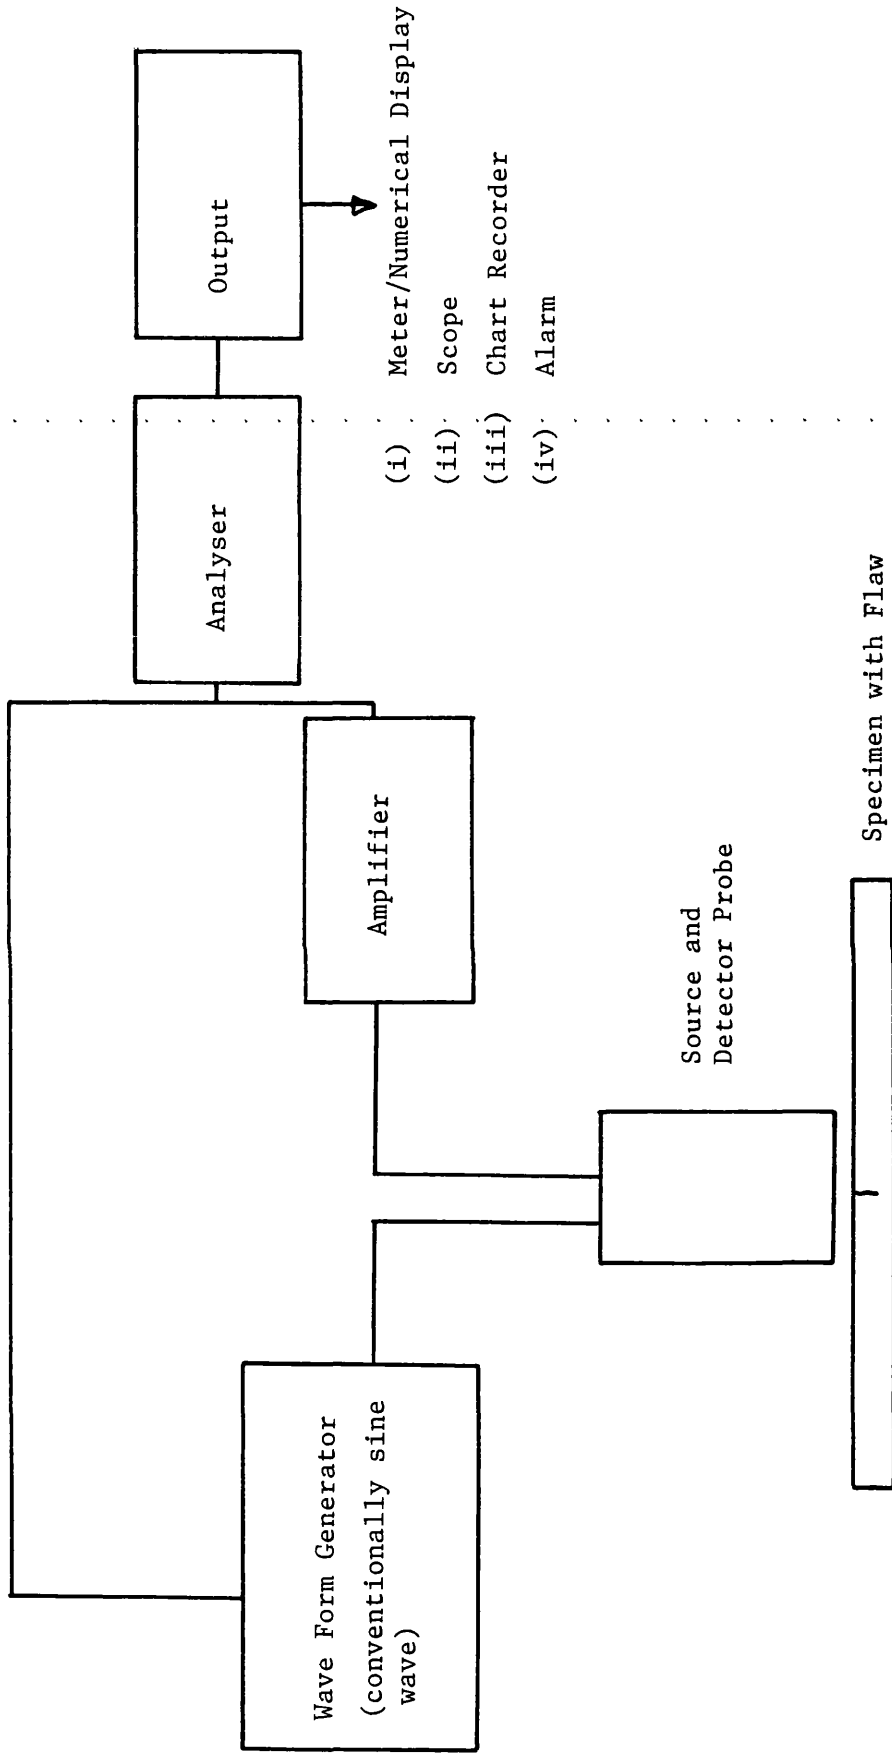 Wave Form Generator
(conventionally sine
wave)
Amplifier
Analyser
Output
(i) Meter/Numerical Display
(ii) Scope
(iii) Chart Recorder
(iv) Alarm
Source and
Detector Probe
Specimen with Flaw